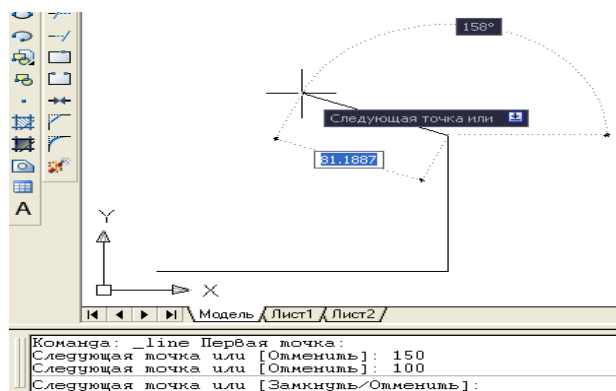 158°
Следующая точка или
81.1887
A
Y
X
Модель Лист1 Лист2
Команда: _line Первая точка:
Следующая точка или [Отменить]: 150
Следующая точка или [Отменить]: 100
Следующая точка или [Замкнуть/Отменить]: